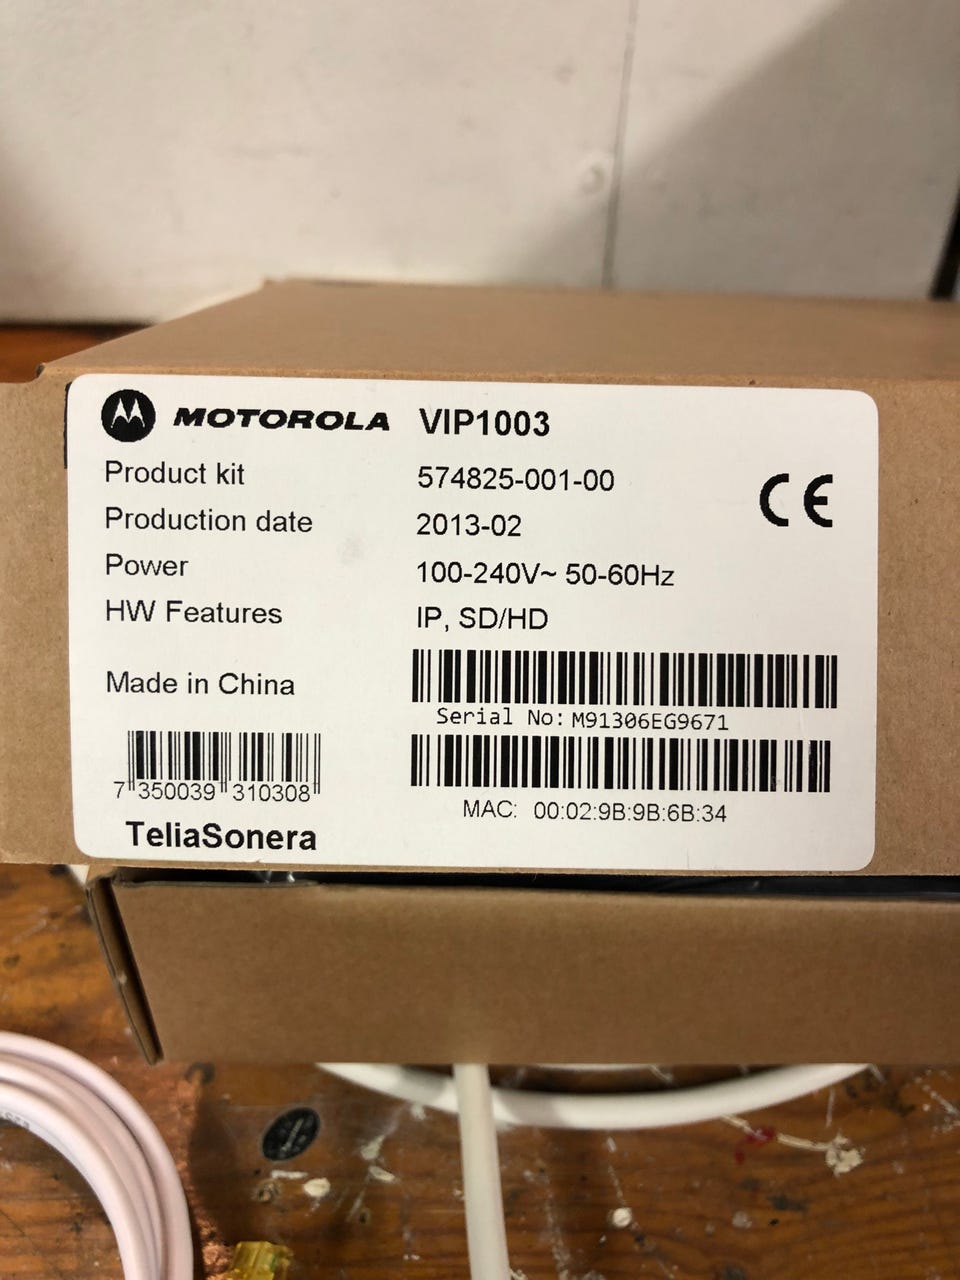 MOTOROLA VIP1003
Product kit 574825-001-00
Production date 2013-02
Power 100-240V~ 50-60Hz
HW Features IP, SD/HD
CE
Made in China
Serial No: M91306EG9671
7 350039 310308
MAC: 00:02:9B:9B:6B:34
TeliaSonera